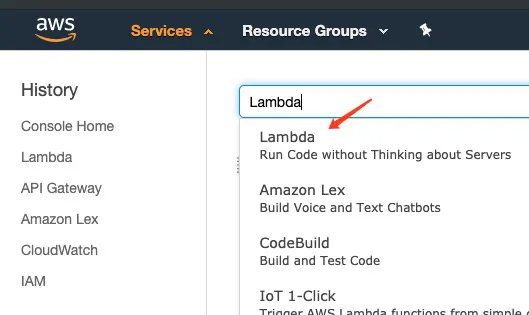 aws
Services
Resource Groups
History
Console Home
Lambda
API Gateway
Amazon Lex
CloudWatch
IAM
Lambda
Lambda
Run Code without Thinking about Servers
Amazon Lex
Build Voice and Text Chatbots
CodeBuild
Build and Test Code
IoT 1-Click
Trigger AWS Lambda functions from simple